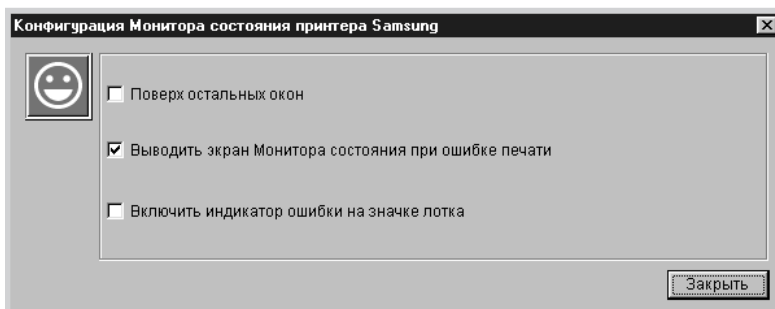 Конфигурация Монитора состояния принтера Samsung
Поверх остальных окон
Выводить экран Монитора состояния при ошибке печати
Включить индикатор ошибки на значке лотка
Закрыть